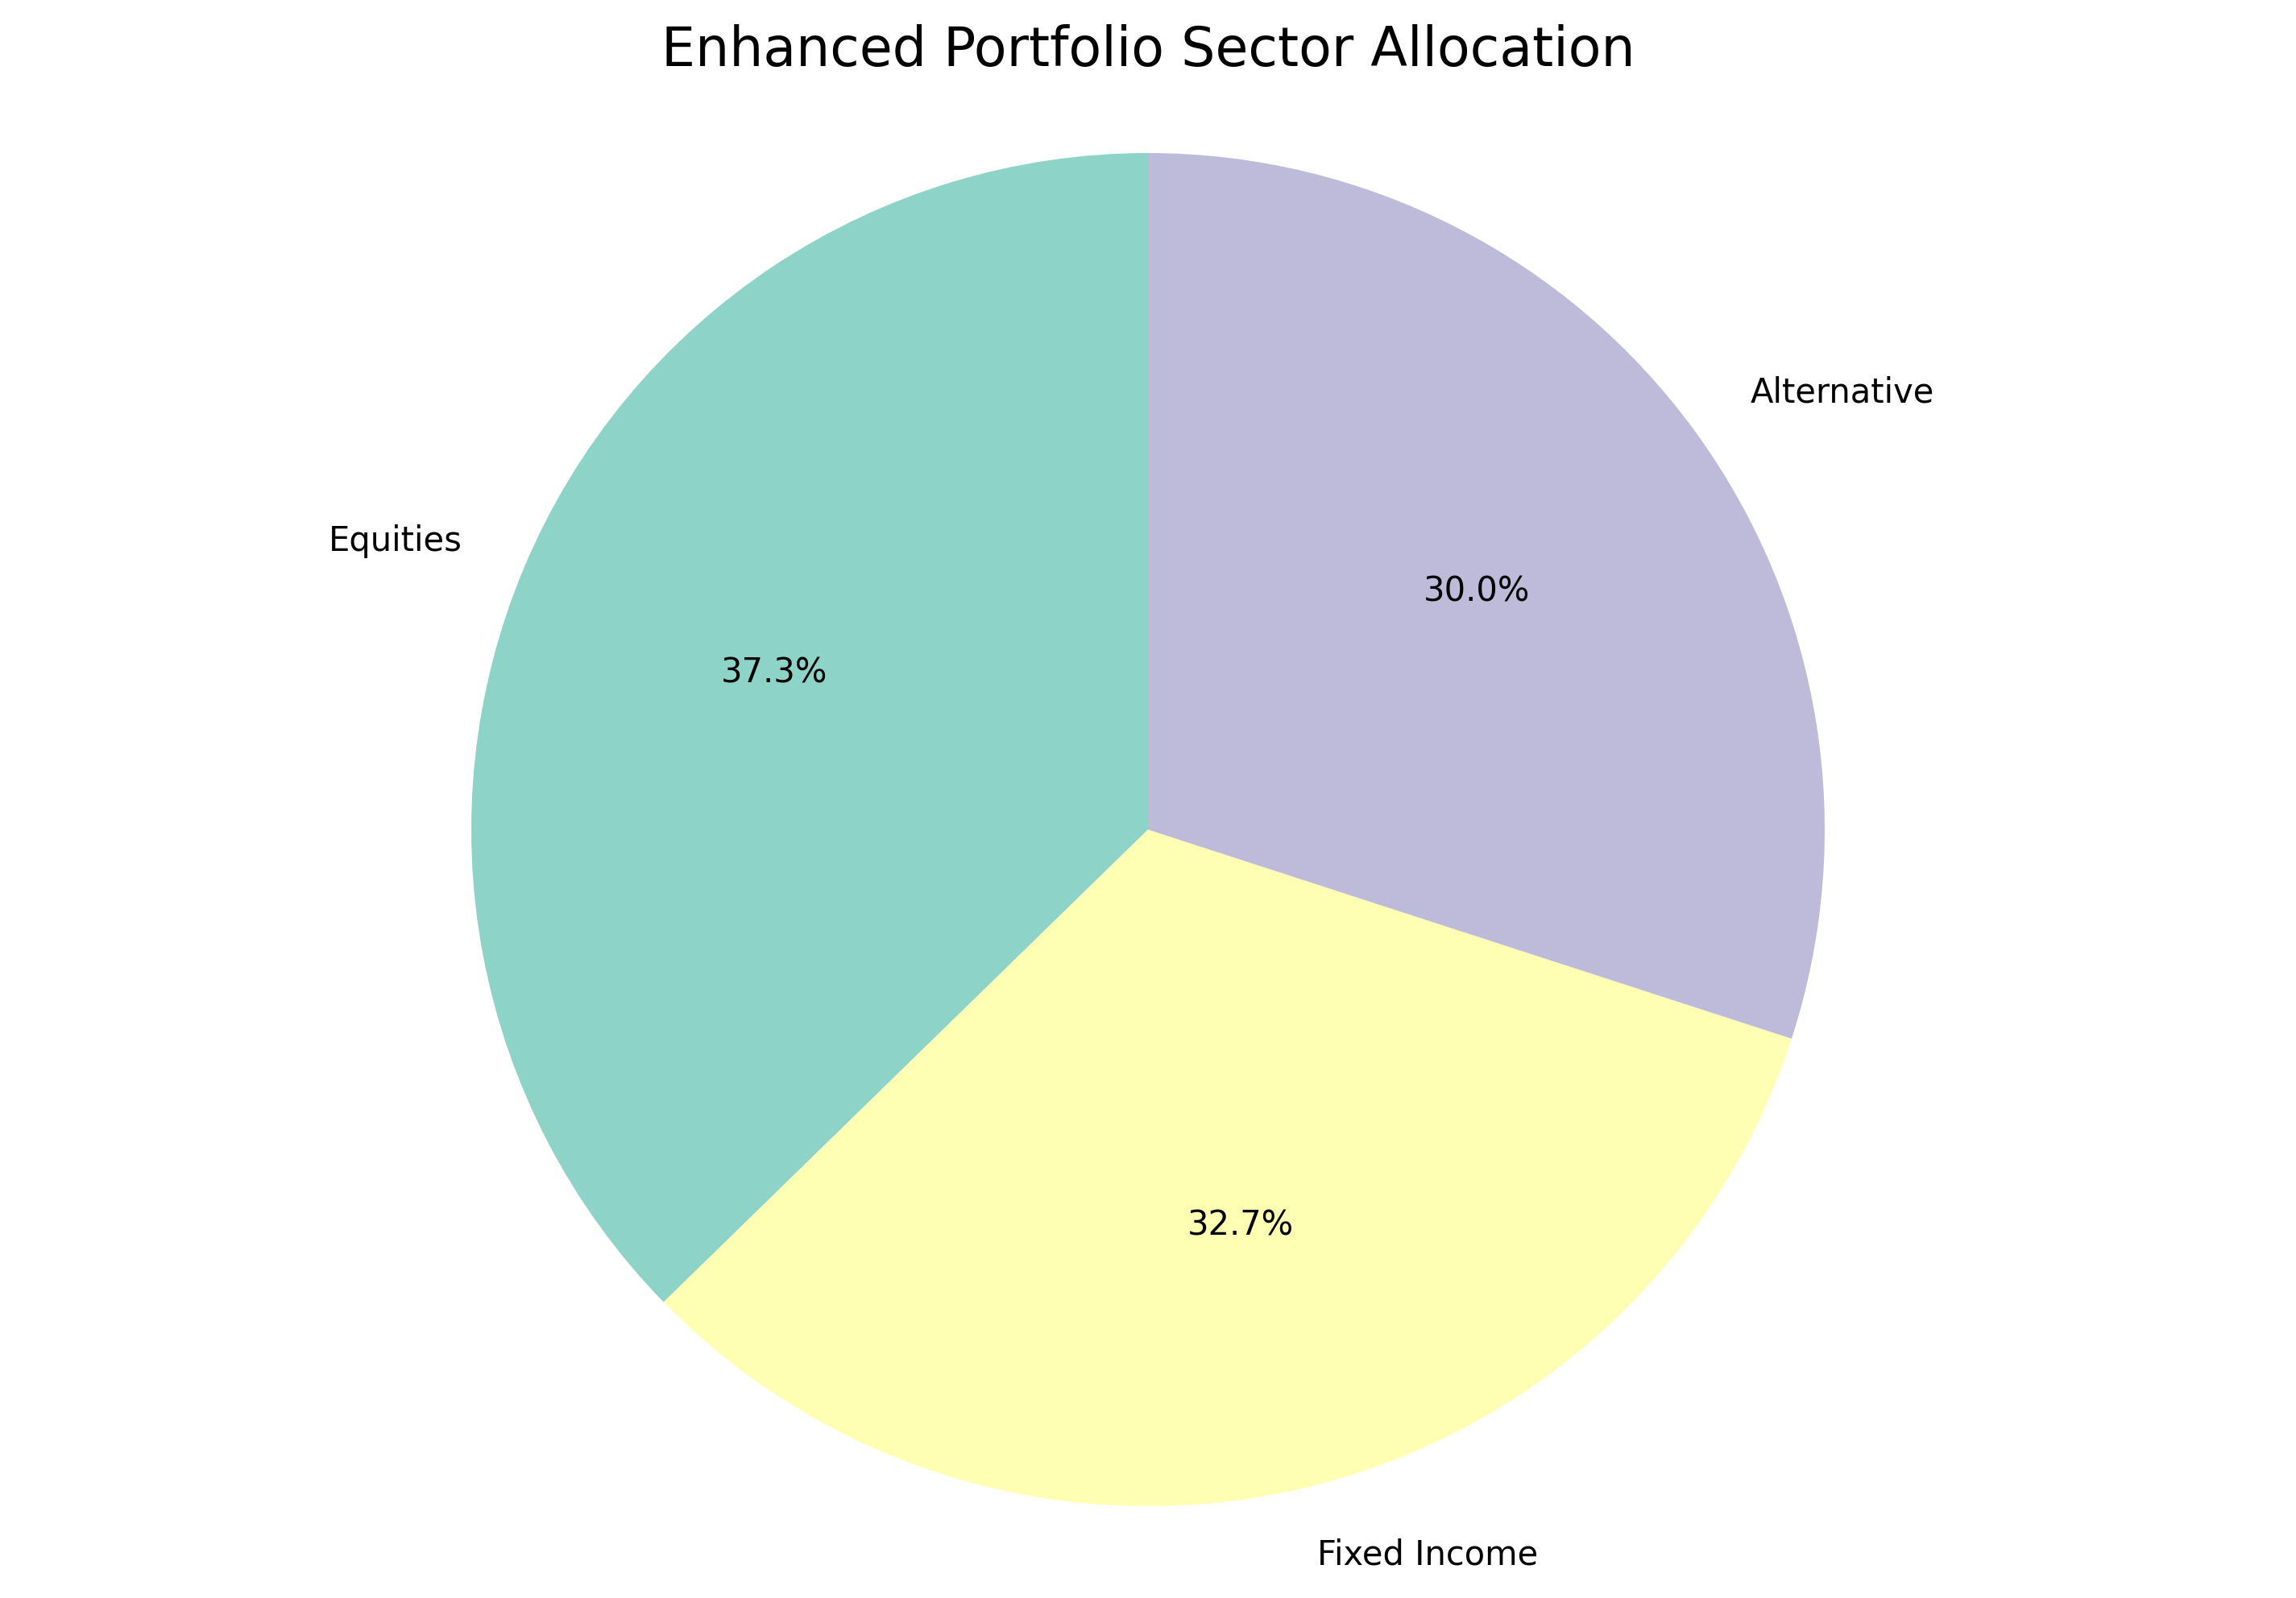 Enhanced Portfolio Sector Allocation
Alternative
Equities
30.0%
37.3%
32.7%
Fixed Income